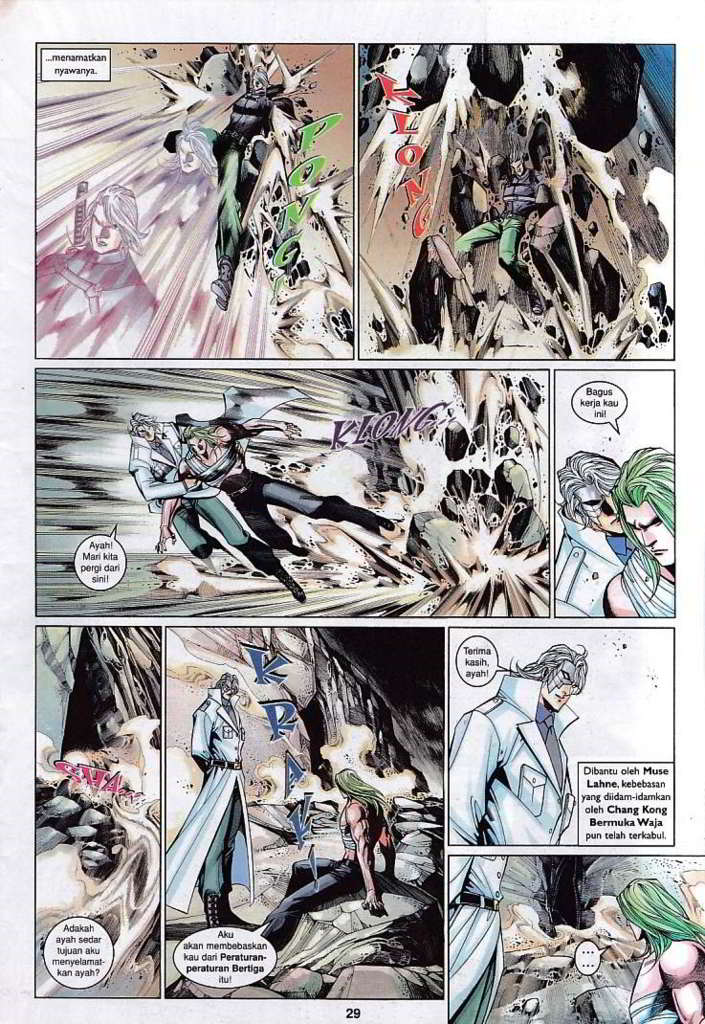 ...menamatkan
nyawanya.
PONG
PONG!
KLONG
KLONG
Ayah!
Mari kita
pergi dari
sini!
Bagus
kerja kau
ini!
Adakah
ayah sedar
tujuan aku
menyelamat-
kan ayah?
KRAK!
Aku
akan membebaskan
kau dari Peraturan-
peraturan Bertiga
itu!
Terima
kasih,
ayah!
Dibantu oleh Muse
Lahne, kebebasan
yang diidam-idamkan
oleh Chang Kong
Bermuka Waja
pun telah terkabul.
...
...
29